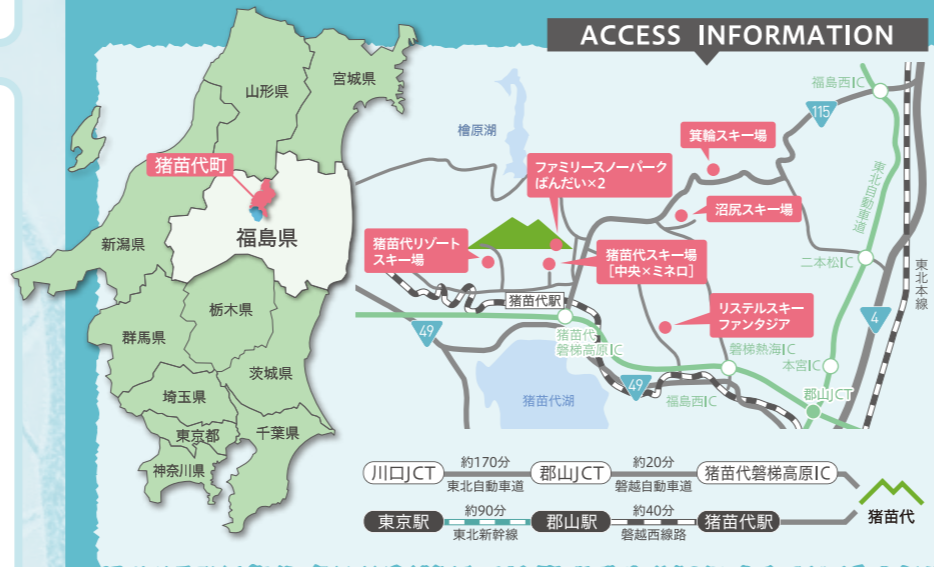 ACCESS INFORMATION
山形県
宮城県
猪苗代町
福島県
新潟県
栃木県
群馬県
茨城県
埼玉県
東京都
千葉県
神奈川県
福島西IC
115
檜原湖
箕輪スキー場
ファミリースノーパーク
ばんだい×2
東北自動車道
沼尻スキー場
猪苗代リゾート
スキー場
猪苗代スキー場
[中央×ミネロ]
二本松IC
東北本線
猪苗代駅
リステルスキー
ファンタジア
4
49
猪苗代
磐梯高原IC
磐梯熱海IC
本宮IC
49
猪苗代湖
福島西IC
郡山JCT
川口JCT
約170分
東北自動車道
郡山JCT
約20分
磐越自動車道
猪苗代磐梯高原IC
東京駅
約90分
東北新幹線
郡山駅
約40分
磐越西線路
猪苗代駅
猪苗代